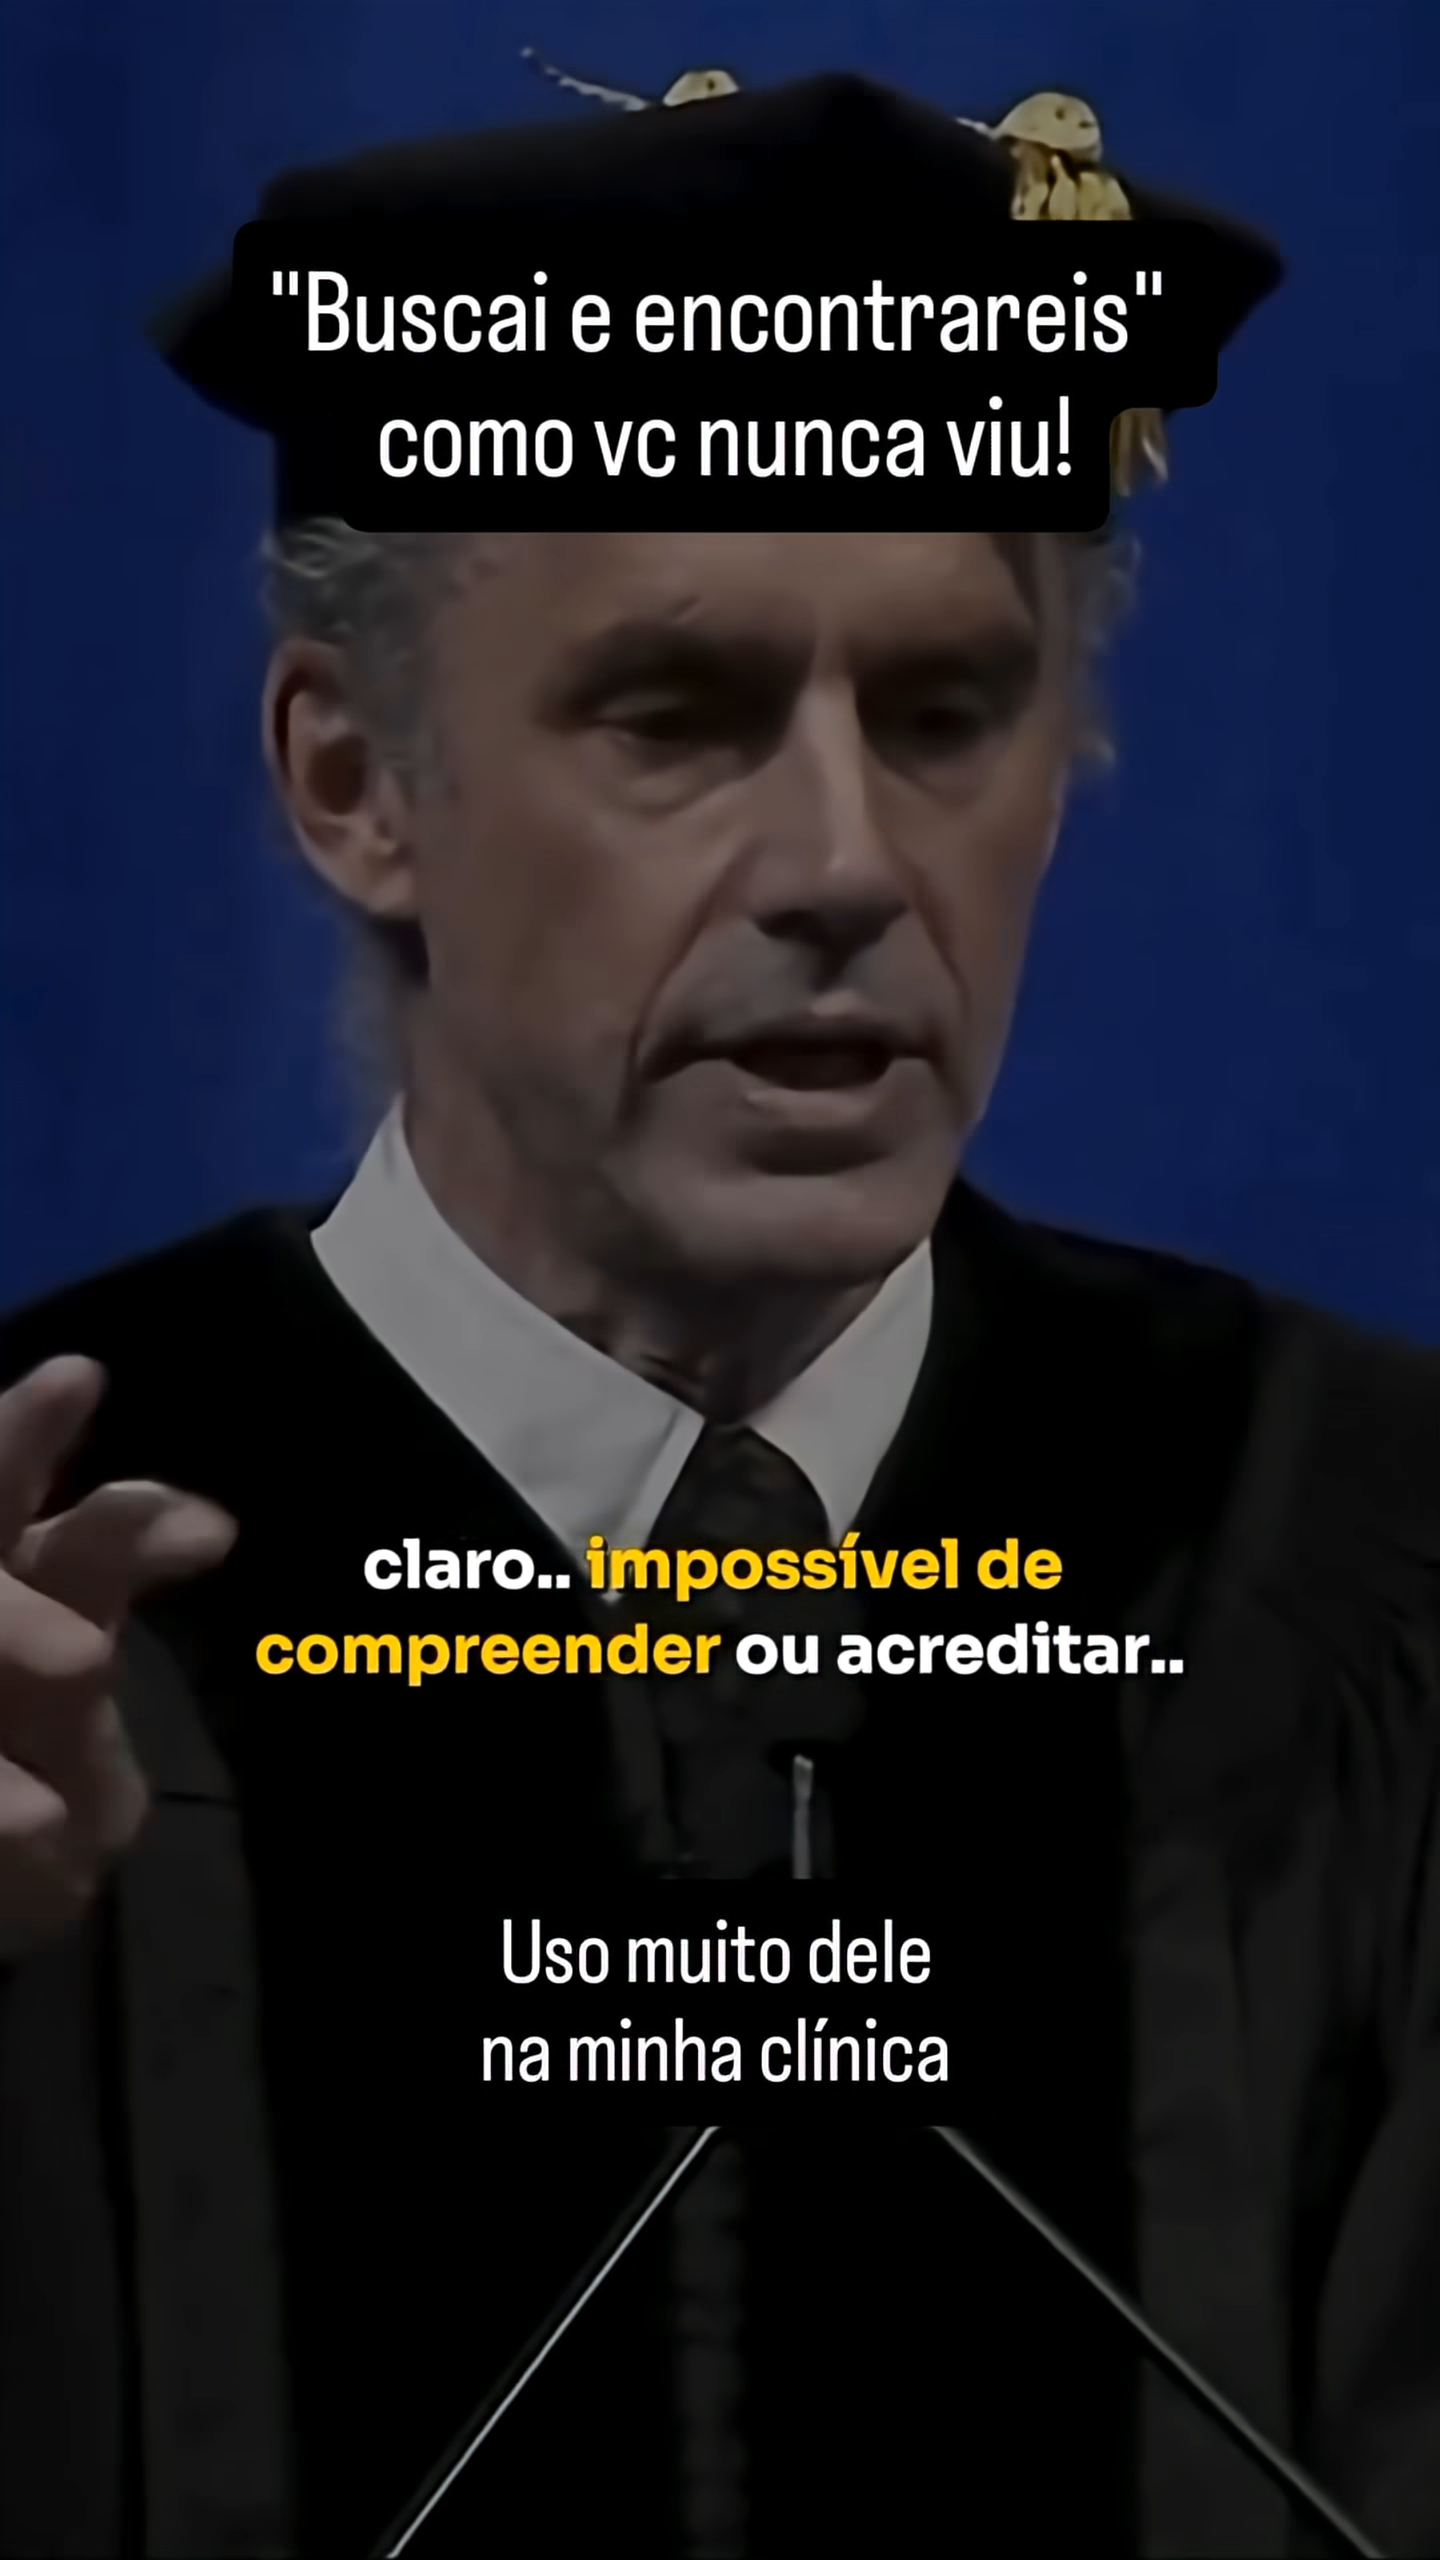 "Buscai e encontrareis"
como vc nunca viu!
claro.. impossível de
compreender ou acreditar..
Uso muito dele
na minha clínica